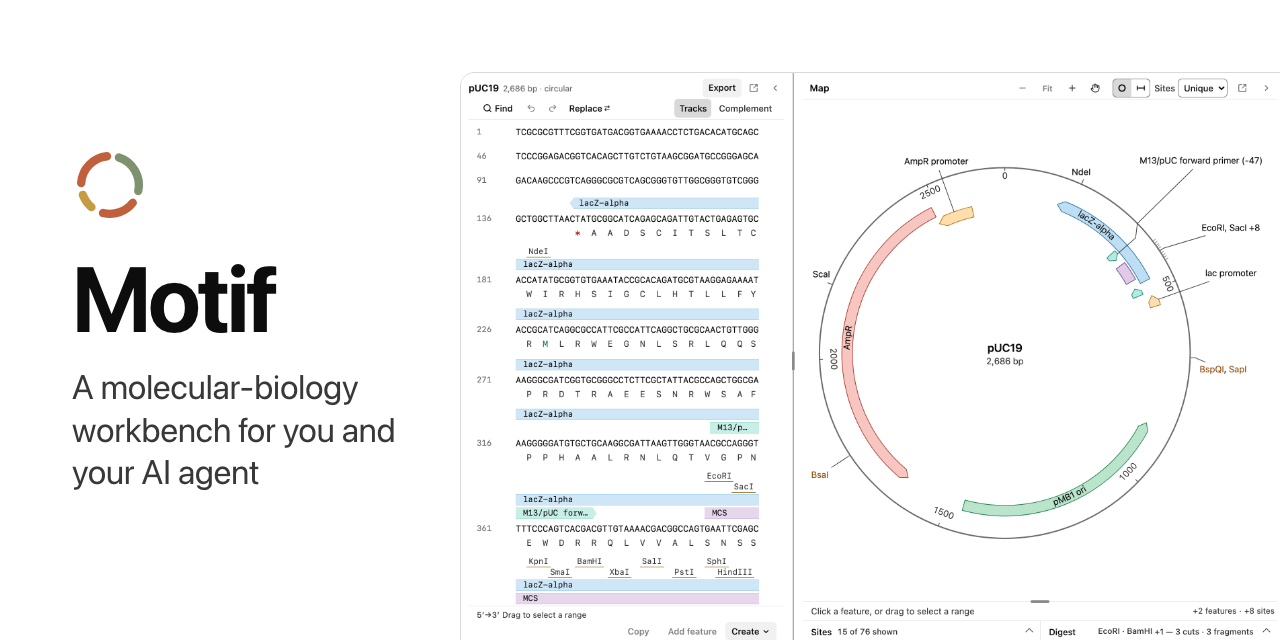 Motif
A molecular-biology
workbench for you and
your AI agent
pUC19 2,686 bp · circular
Export
Find
Replace
Tracks
Complement
1 TCGCGCGTTTCGGTGATGACGGTGAAAACCTCTGACACATGCAGC
46 TCCCGGAGACGGTCACAGCTTGTCTGTAAGCGGATGCCGGGAGCA
91 GACAAGCCCGTCAGGGCGCGTCAGCGGGTGTTGGCGGGTGTCGGG
lacZ-alpha
136 GCTGGCTTAACTATGCGGCATCAGAGCAGATTGTACTGAGAGTGC
* A A D S C I T S L T C
NdeI
lacZ-alpha
181 ACCATATGCGGTGTGAAATACCGCACAGATGCGTAAGGAGAAAAT
W I R H S I G C L H T L L F Y
lacZ-alpha
226 ACCGCATCAGGCGCCATTCGCCATTCAGGCTGCGCAACTGTTGGG
R M L R W E G N L S R L Q Q S
lacZ-alpha
271 AAGGGCGATCGGTGCGGGCCTCTTCGCTATTACGCCAGCTGGCGA
P R D T R A E E S N R W S A F
lacZ-alpha
M13/p…
316 AAGGGGGATGTGCTGCAAGGCGATTAAGTTGGGTAACGCCAGGGT
P P H A A L R N L Q T V G P N
EcoRI
SacI
lacZ-alpha
M13/pUC forw… MCS
361 TTTCCCAGTCACGACGTTGTAAAACGACGGCCAGTGAATTCGAGC
E W D R R Q L V V A L S N S S
KpnI BamHI SalI SphI
SmaI XbaI PstI HindIII
lacZ-alpha
MCS
5′→3′ Drag to select a range
Copy Add feature Create
Map
Fit
Sites Unique
AmpR promoter
0
NdeI
M13/pUC forward primer (-47)
2500
lacZ-alpha
EcoRI, SacI +8
ScaI
lac promoter
500
AmpR
2000
pUC19
2,686 bp
BspQI, SapI
BsaI
1000
pMB1 ori
1500
Click a feature, or drag to select a range
+2 features · +8 sites
Sites 15 of 76 shown
Digest EcoRI · BamHI +1 — 3 cuts · 3 fragments